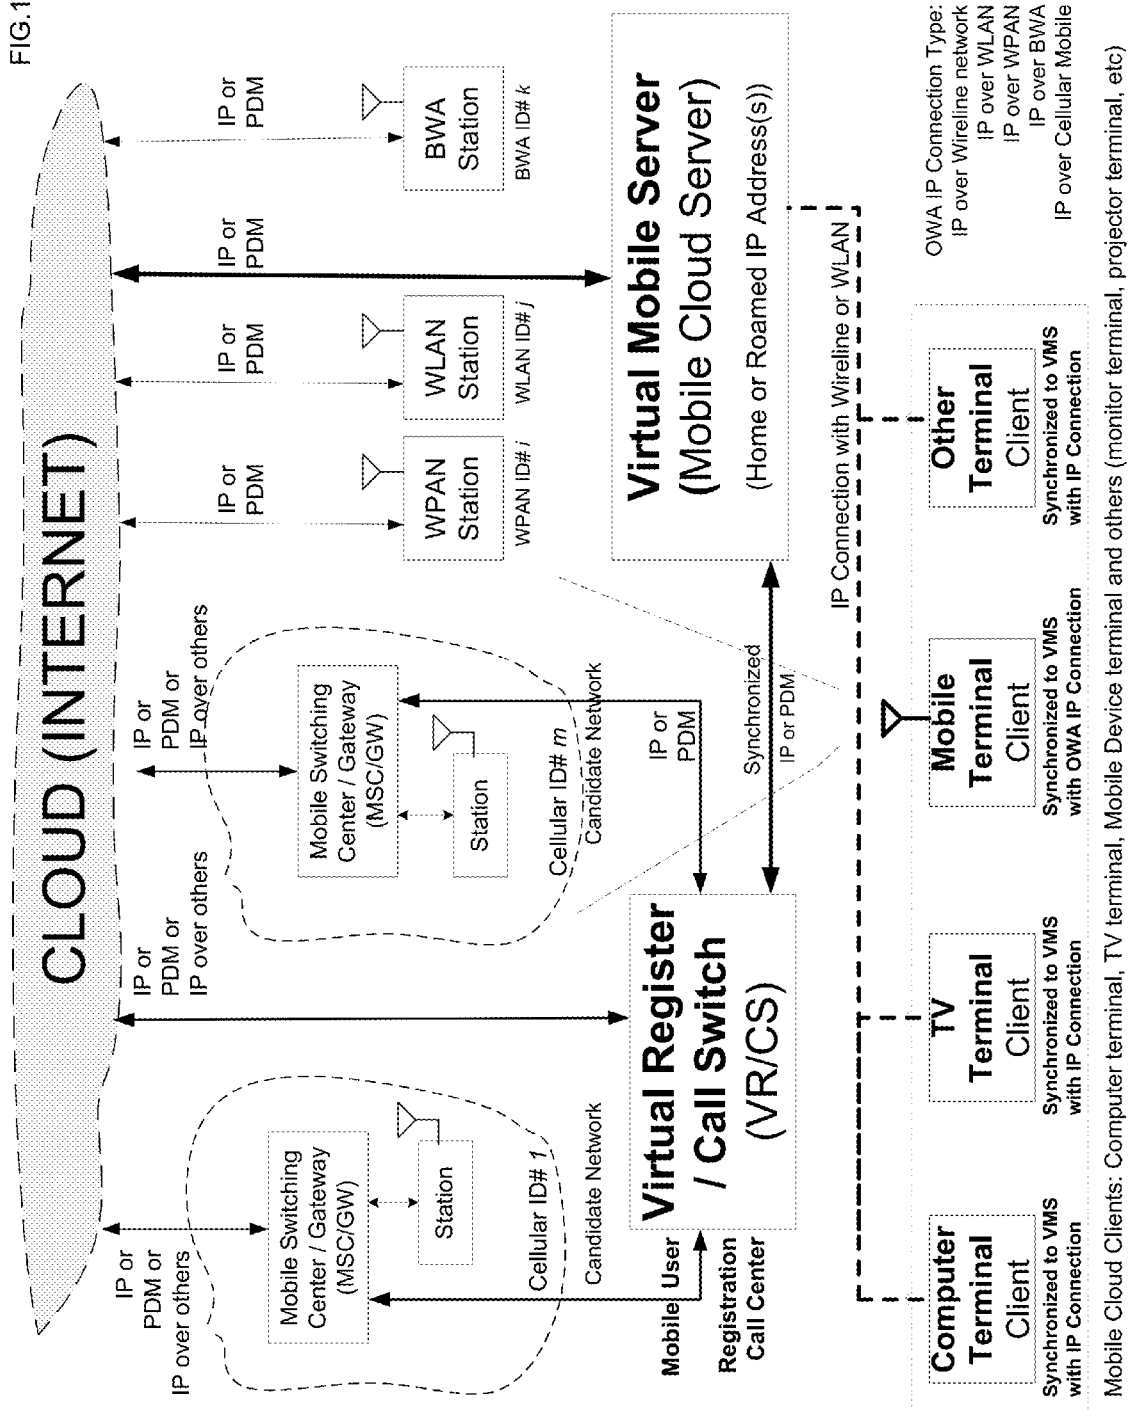 FIG.1
CLOUD (INTERNET)
IP or
PDM or
IP over others
IP or
PDM or
IP over others
IP or
PDM or
IP over others
IP or
PDM
IP or
PDM
IP or
PDM
IP or
PDM
Mobile Switching
Center / Gateway
(MSC/GW)
Station
Cellular ID# 1
Candidate Network
Mobile Switching
Center / Gateway
(MSC/GW)
Station
Cellular ID# m
Candidate Network
WPAN
Station
WPAN ID# i
WLAN
Station
WLAN ID# j
BWA
Station
BWA ID# k
Mobile User
Registration
Call Center
Virtual Register
/ Call Switch
(VR/CS)
IP or
PDM
Synchronized
IP or PDM
Virtual Mobile Server
(Mobile Cloud Server)
(Home or Roamed IP Address(s))
IP Connection with Wireline or WLAN
OWA IP Connection Type:
IP over Wireline network
IP over WLAN
IP over WPAN
IP over BWA
IP over Cellular Mobile
Computer
Terminal
Client
Synchronized to VMS
with IP Connection
TV
Terminal
Client
Synchronized to VMS
with IP Connection
Mobile
Terminal
Client
Synchronized to VMS
with OWA IP Connection
Other
Terminal
Client
Synchronized to VMS
with IP Connection
Mobile Cloud Clients: Computer terminal, TV terminal, Mobile Device terminal and others (monitor terminal, projector terminal, etc)